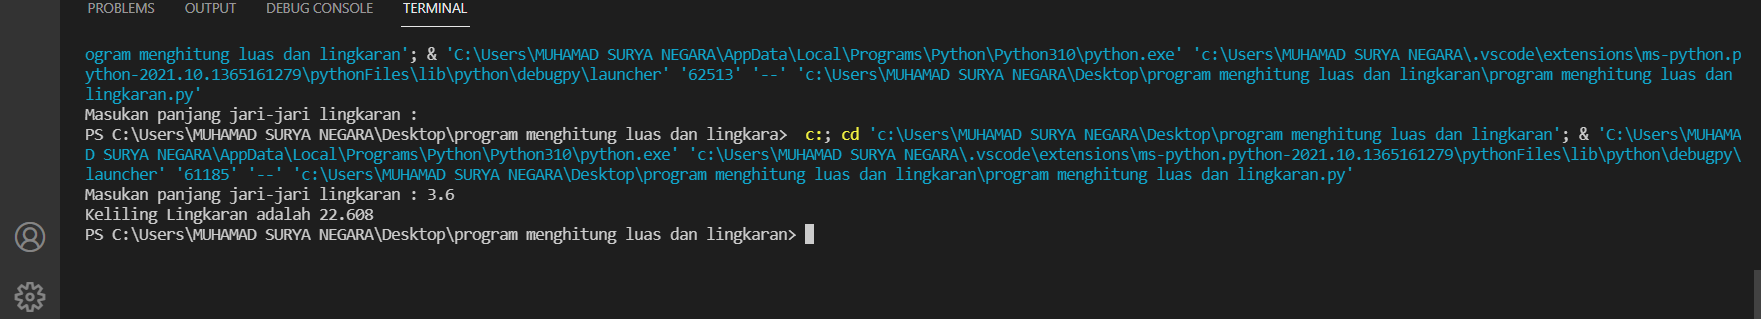 PROBLEMS OUTPUT DEBUG CONSOLE TERMINAL
ogram menghitung luas dan lingkaran'; & 'C:\Users\MUHAMAD SURYA NEGARA\AppData\Local\Programs\Python\Python310\python.exe' 'c:\Users\MUHAMAD SURYA NEGARA\.vscode\extensions\ms-python.p
ython-2021.10.1365161279\pythonFiles\lib\python\debugpy\launcher' '62513' '--' 'c:\Users\MUHAMAD SURYA NEGARA\Desktop\program menghitung luas dan lingkaran\program menghitung luas dan
lingkaran.py'
Masukan panjang jari-jari lingkaran :
PS C:\Users\MUHAMAD SURYA NEGARA\Desktop\program menghitung luas dan lingkara> c:; cd 'c:\Users\MUHAMAD SURYA NEGARA\Desktop\program menghitung luas dan lingkaran'; & 'C:\Users\MUHAMA
D SURYA NEGARA\AppData\Local\Programs\Python\Python310\python.exe' 'c:\Users\MUHAMAD SURYA NEGARA\.vscode\extensions\ms-python.python-2021.10.1365161279\pythonFiles\lib\python\debugpy\
launcher' '61185' '--' 'c:\Users\MUHAMAD SURYA NEGARA\Desktop\program menghitung luas dan lingkaran\program menghitung luas dan lingkaran.py'
Masukan panjang jari-jari lingkaran : 3.6
Keliling Lingkaran adalah 22.608
PS C:\Users\MUHAMAD SURYA NEGARA\Desktop\program menghitung luas dan lingkaran>